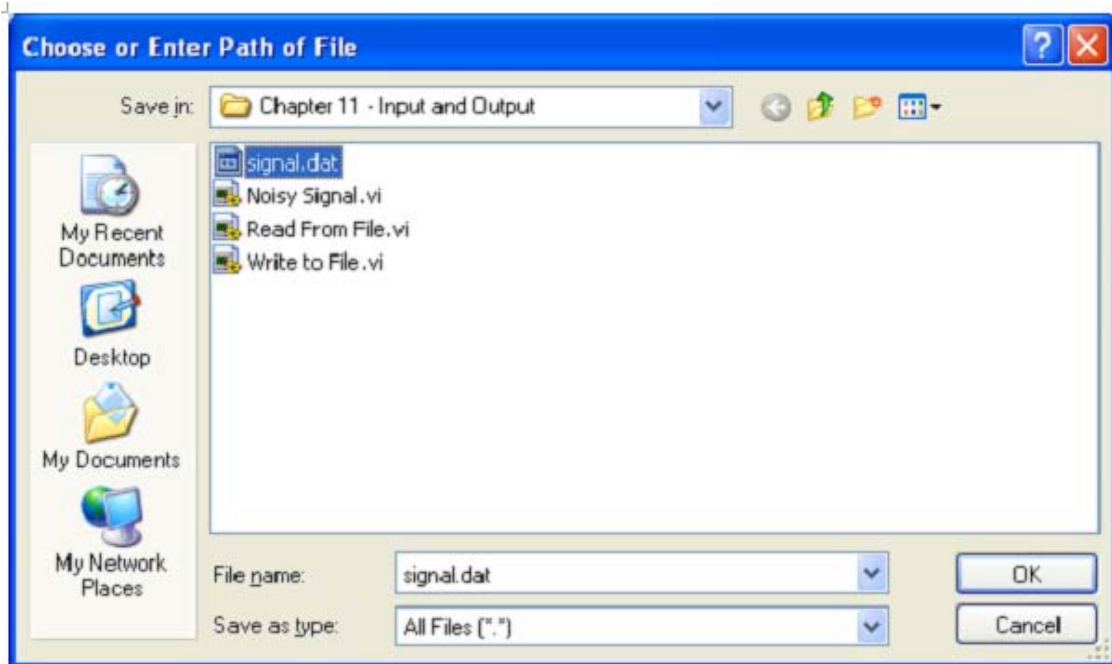 Choose or Enter Path of File
Save in: Chapter 11 - Input and Output
signal.dat
Noisy Signal.vi
Read From File.vi
Write to File.vi
My Recent
Documents
Desktop
My Documents
My Network
Places
File name: signal.dat OK
Save as type: All Files (*.*) Cancel